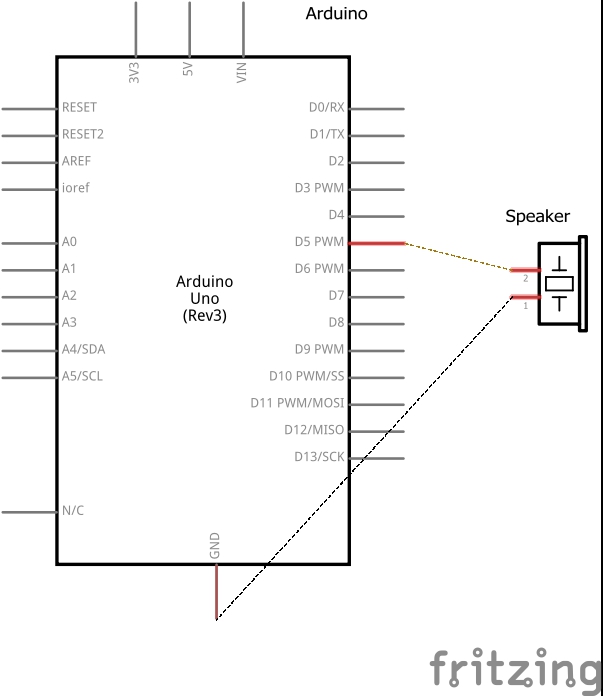 Arduino
3V3
5V
VIN
RESET
RESET2
AREF
ioref
A0
A1
A2
A3
A4/SDA
A5/SCL
N/C
Arduino
Uno
(Rev3)
D0/RX
D1/TX
D2
D3 PWM
D4
D5 PWM
D6 PWM
D7
D8
D9 PWM
D10 PWM/SS
D11 PWM/MOSI
D12/MISO
D13/SCK
GND
Speaker
2
1
fritzing